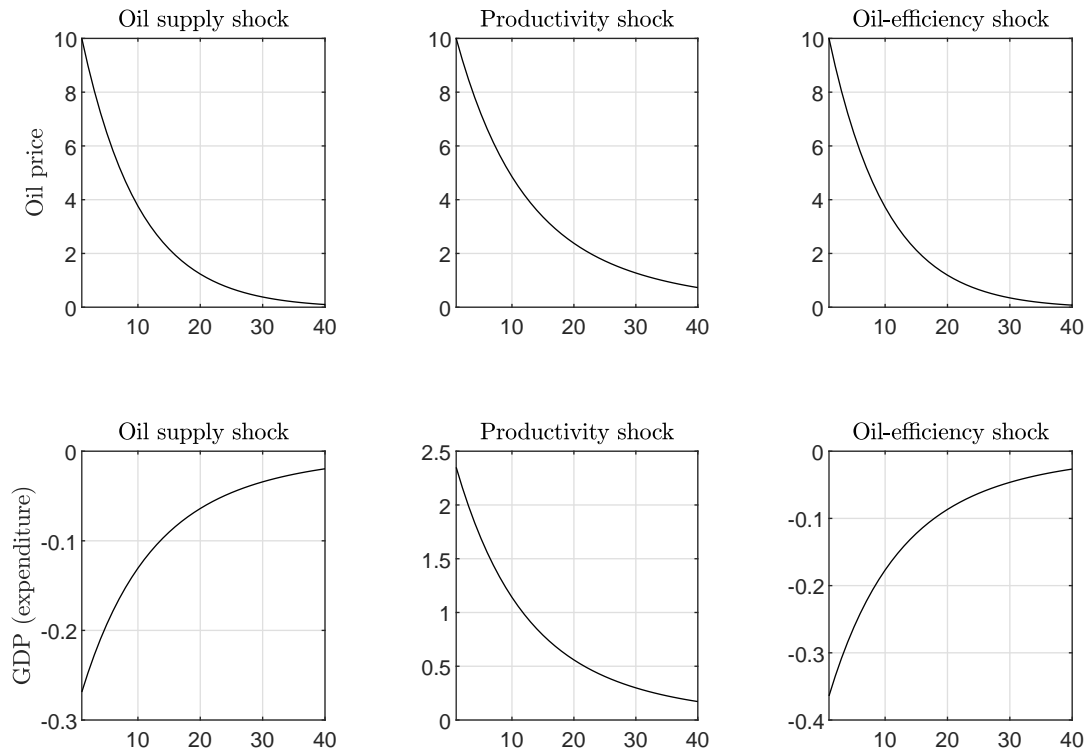 Oil supply shock
Productivity shock
Oil-efficiency shock
Oil price
10
8
6
4
2
0
10 20 30 40
10
8
6
4
2
0
10 20 30 40
10
8
6
4
2
0
10 20 30 40
Oil supply shock
Productivity shock
Oil-efficiency shock
GDP (expenditure)
0
-0.1
-0.2
-0.3
10 20 30 40
2.5
2
1.5
1
0.5
0
10 20 30 40
0
-0.1
-0.2
-0.3
-0.4
10 20 30 40